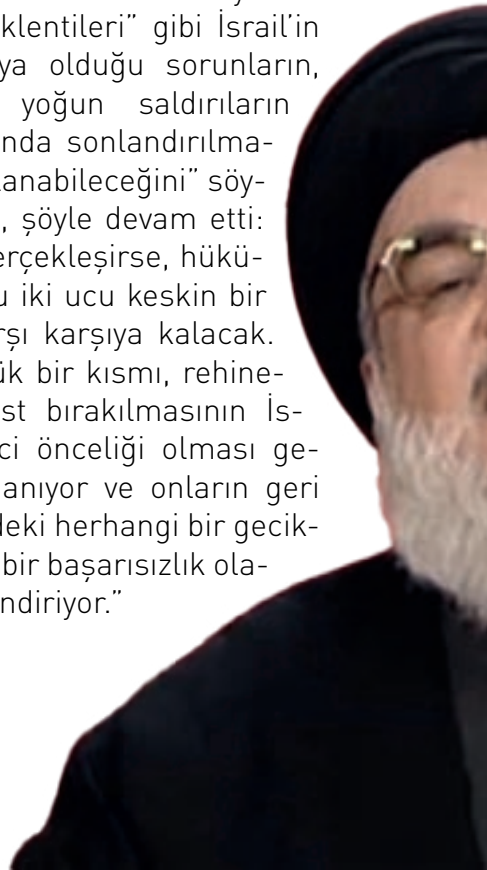 klentileri” gibi İsrail’in
ya olduğu sorunların,
yoğun saldırıların
nda sonlandırılma-
anabileceğini” söy-
, şöyle devam etti:
erçekleşirse, hükü-
u iki ucu keskin bir
rşı karşıya kalacak.
ük bir kısmı, rehine-
st bırakılmasının İs-
ci önceliği olması ge-
anıyor ve onların geri
deki herhangi bir gecik-
bir başarısızlık ola-
ndiriyor.”